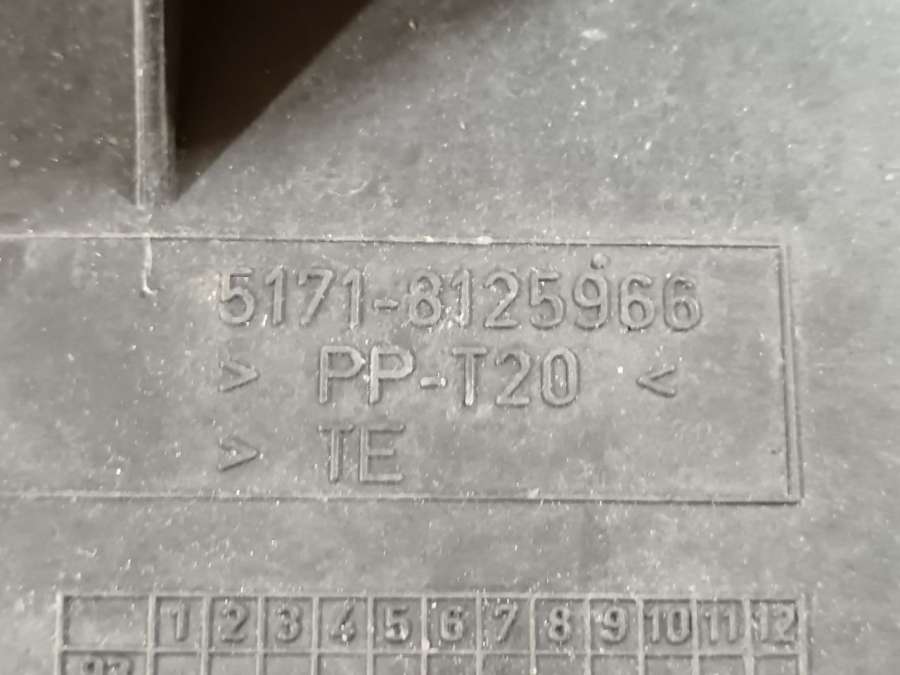 5171-8125966
> PP-T20 <
> TE
1 2 3 4 5 6 7 8 9 10 11 12